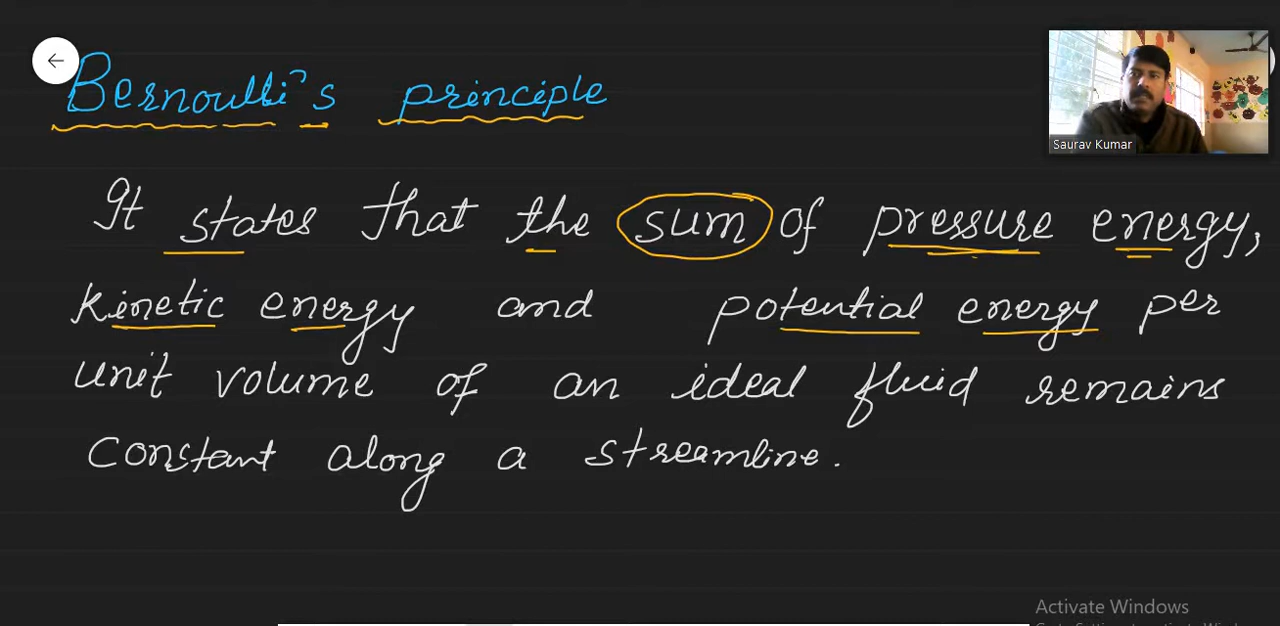 Bernoulli's principle
Saurav Kumar
It states that the sum of pressure energy,
kinetic energy and potential energy per
unit volume of an ideal fluid remains
constant along a streamline.
Activate Windows